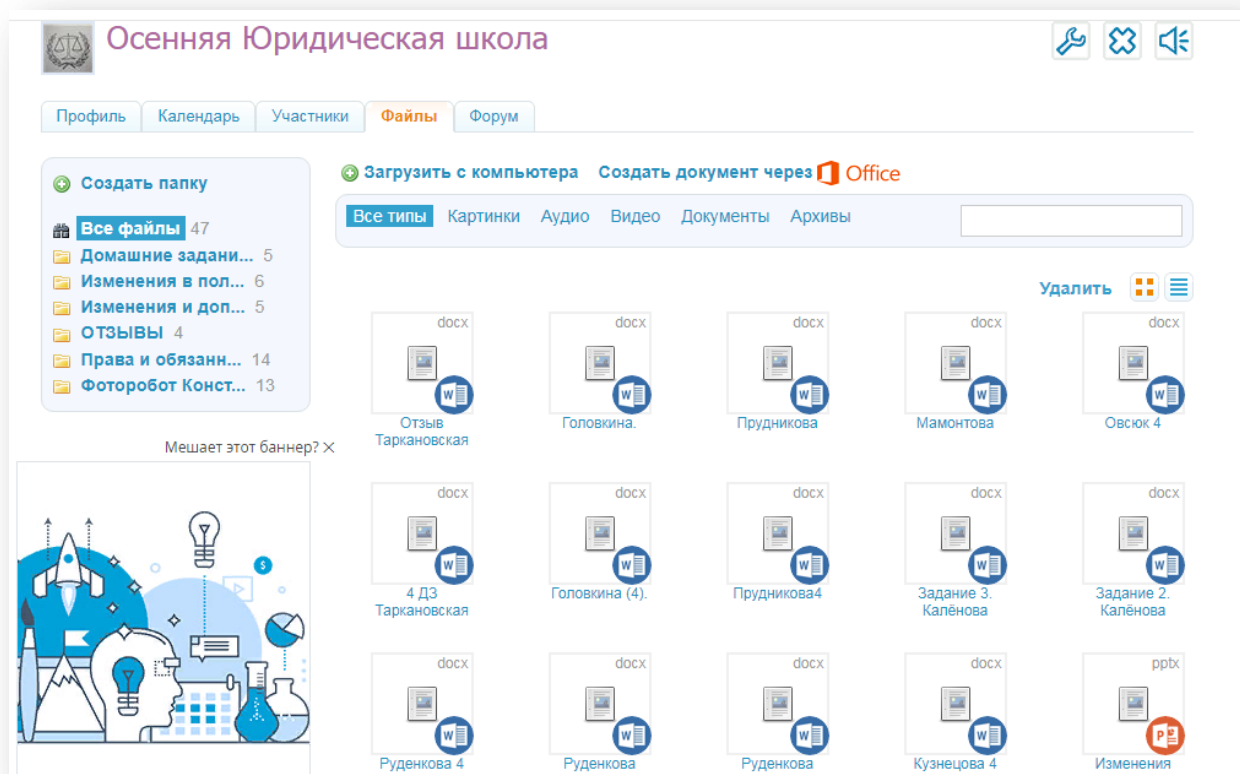 Осенняя Юридическая школа
Профиль Календарь Участники Файлы Форум
Создать папку
Все файлы 47
Домашние задани... 5
Изменения в пол... 6
Изменения и доп... 5
ОТЗЫВЫ 4
Права и обязанн... 14
Фоторобот Конст... 13
Мешает этот баннер? ×
Загрузить с компьютера Создать документ через Office
Все типы Картинки Аудио Видео Документы Архивы
Удалить
docx docx docx docx docx
Отзыв Таркановская
Головкина.
Прудникова
Мамонтова
Овсюк 4
docx docx docx docx docx
4 ДЗ
Таркановская
Головкина (4).
Прудникова4
Задание 3.
Калёнова
Задание 2.
Калёнова
docx docx docx docx pptx
Руденкова 4
Руденкова
Руденкова
Кузнецова 4
Изменения